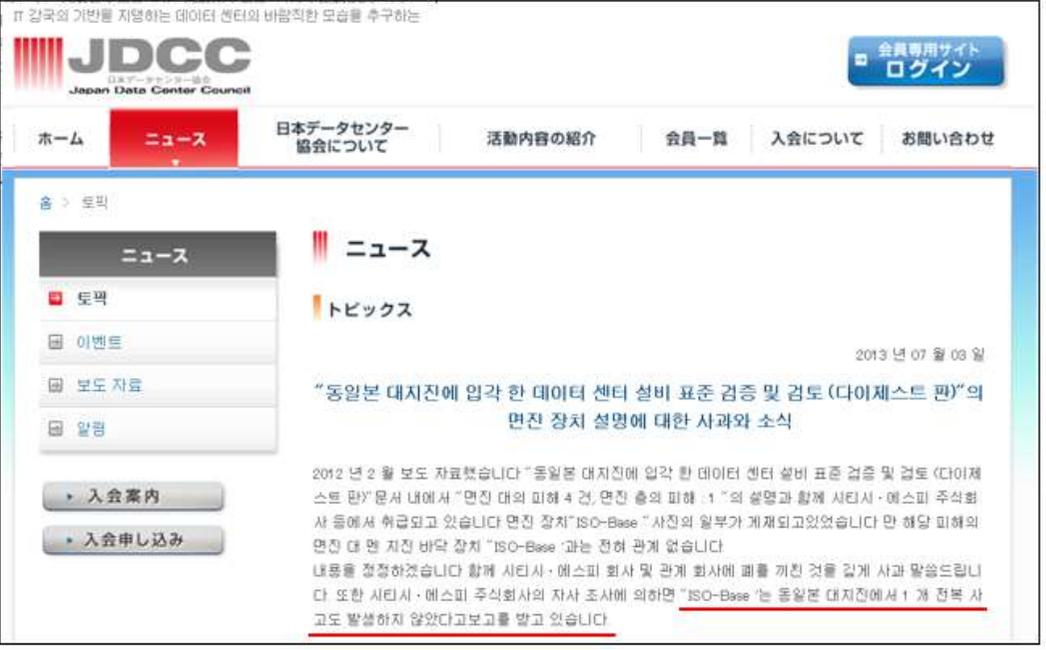 IT 강국의 기반을 지탱하는 데이터 센터의 바람직한 모습을 추구하는
JDCC
日本データセンター協会
Japan Data Center Council
会員専用サイト
ログイン
ホーム
ニュース
日本データセンター
協会について
活動内容の紹介
会員一覧
入会について
お問い合わせ
홈 > 토픽
ニュース
토픽
이벤트
보도 자료
알림
入会案内
入会申し込み
ニュース
トピックス
2013 년 07 월 03 일
"동일본 대지진에 입각 한 데이터 센터 설비 표준 검증 및 검토 (다이제스트 판)"의
면진 장치 설명에 대한 사과와 소식
2012 년 2 월 보도 자료했습니다 "동일본 대지진에 입각 한 데이터 센터 설비 표준 검증 및 검토 (다이제
스트 판)" 문서 내에서 "면진 대의 피해 4 건, 면진 층의 피해 : 1 "의 설명과 함께 시티시 · 에스피 주식회
사 등에서 취급되고 있습니다 면진 장치"ISO-Base "사진의 일부가 게재되고있었습니다 만 해당 피해의
면진 대 멘 지진 바닥 장치 "ISO-Base '과는 전혀 관계 없습니다
내용을 정정하겠습니다 함께 시티시 · 에스피 회사 및 관계 회사에 폐를 끼친 것을 깊게 사과 말씀드립니
다. 또한 시티시 · 에스피 주식회사의 자사 조사에 의하면 "ISO-Base '는 동일본 대지진에서 1 개 전복 사
고도 발생하지 않았다고보고를 받고 있습니다